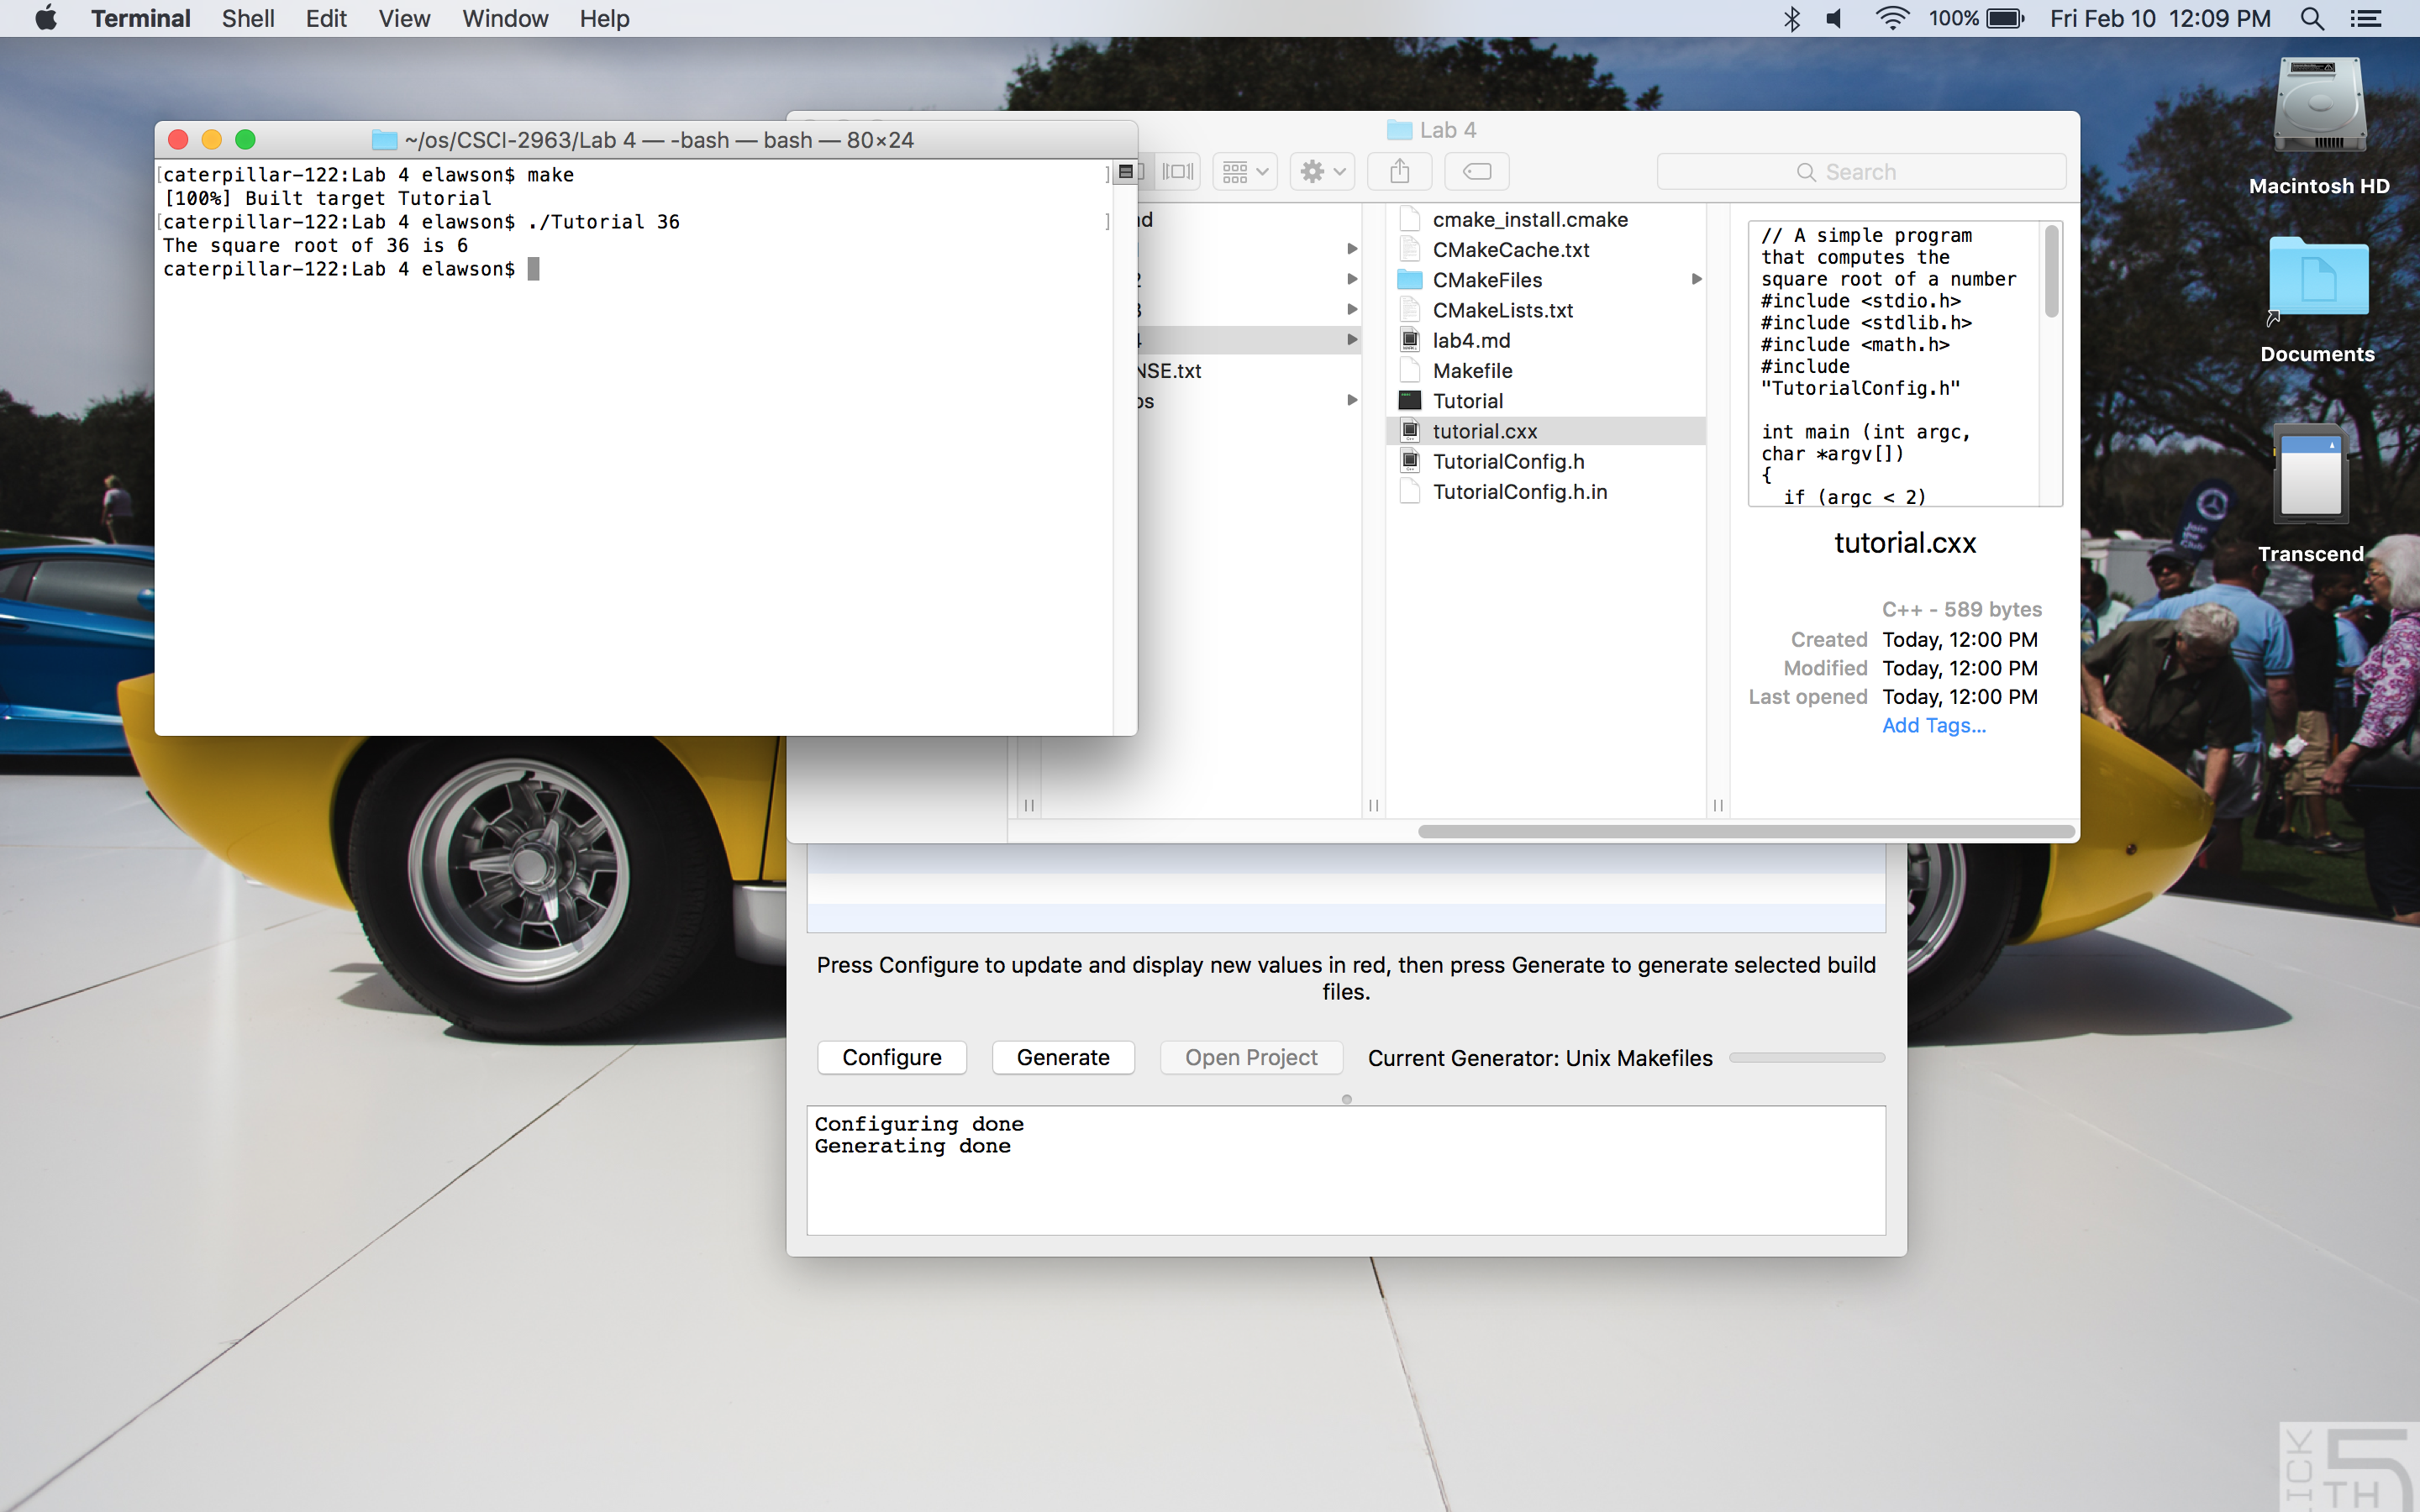 Terminal Shell Edit View Window Help 100% Fri Feb 10 12:09 PM
~/os/CSCI-2963/Lab 4 — -bash — bash — 80×24
caterpillar-122:Lab 4 elawson$ make
[100%] Built target Tutorial
caterpillar-122:Lab 4 elawson$ ./Tutorial 36
The square root of 36 is 6
caterpillar-122:Lab 4 elawson$
Lab 4
Search
NSE.txt
cmake_install.cmake
CMakeCache.txt
CMakeFiles
CMakeLists.txt
lab4.md
Makefile
Tutorial
tutorial.cxx
TutorialConfig.h
TutorialConfig.h.in
// A simple program
that computes the
square root of a number
#include <stdio.h>
#include <stdlib.h>
#include <math.h>
#include
"TutorialConfig.h"
int main (int argc,
char *argv[])
{
if (argc < 2)
tutorial.cxx
C++ - 589 bytes
Created Today, 12:00 PM
Modified Today, 12:00 PM
Last opened Today, 12:00 PM
Add Tags...
Press Configure to update and display new values in red, then press Generate to generate selected build
files.
Configure Generate Open Project Current Generator: Unix Makefiles
Configuring done
Generating done
Macintosh HD
Documents
Transcend
ICK
5
TH